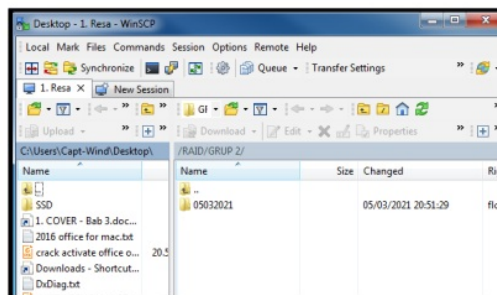 Desktop - 1. Resa - WinSCP
Local Mark Files Commands Session Options Remote Help
Synchronize Queue Transfer Settings
1. Resa New Session
GI
Upload Download Edit Properties
C:\Users\Capt-Wind\Desktop\ /RAID/GRUP 2/
Name Name Size Changed Ri
..
SSD 05032021 05/03/2021 20:51:29 flo
1. COVER - Bab 3.doc...
2016 office for mac.txt
crack activate office o... 20.5
Downloads - Shortcut...
DxDiag.txt